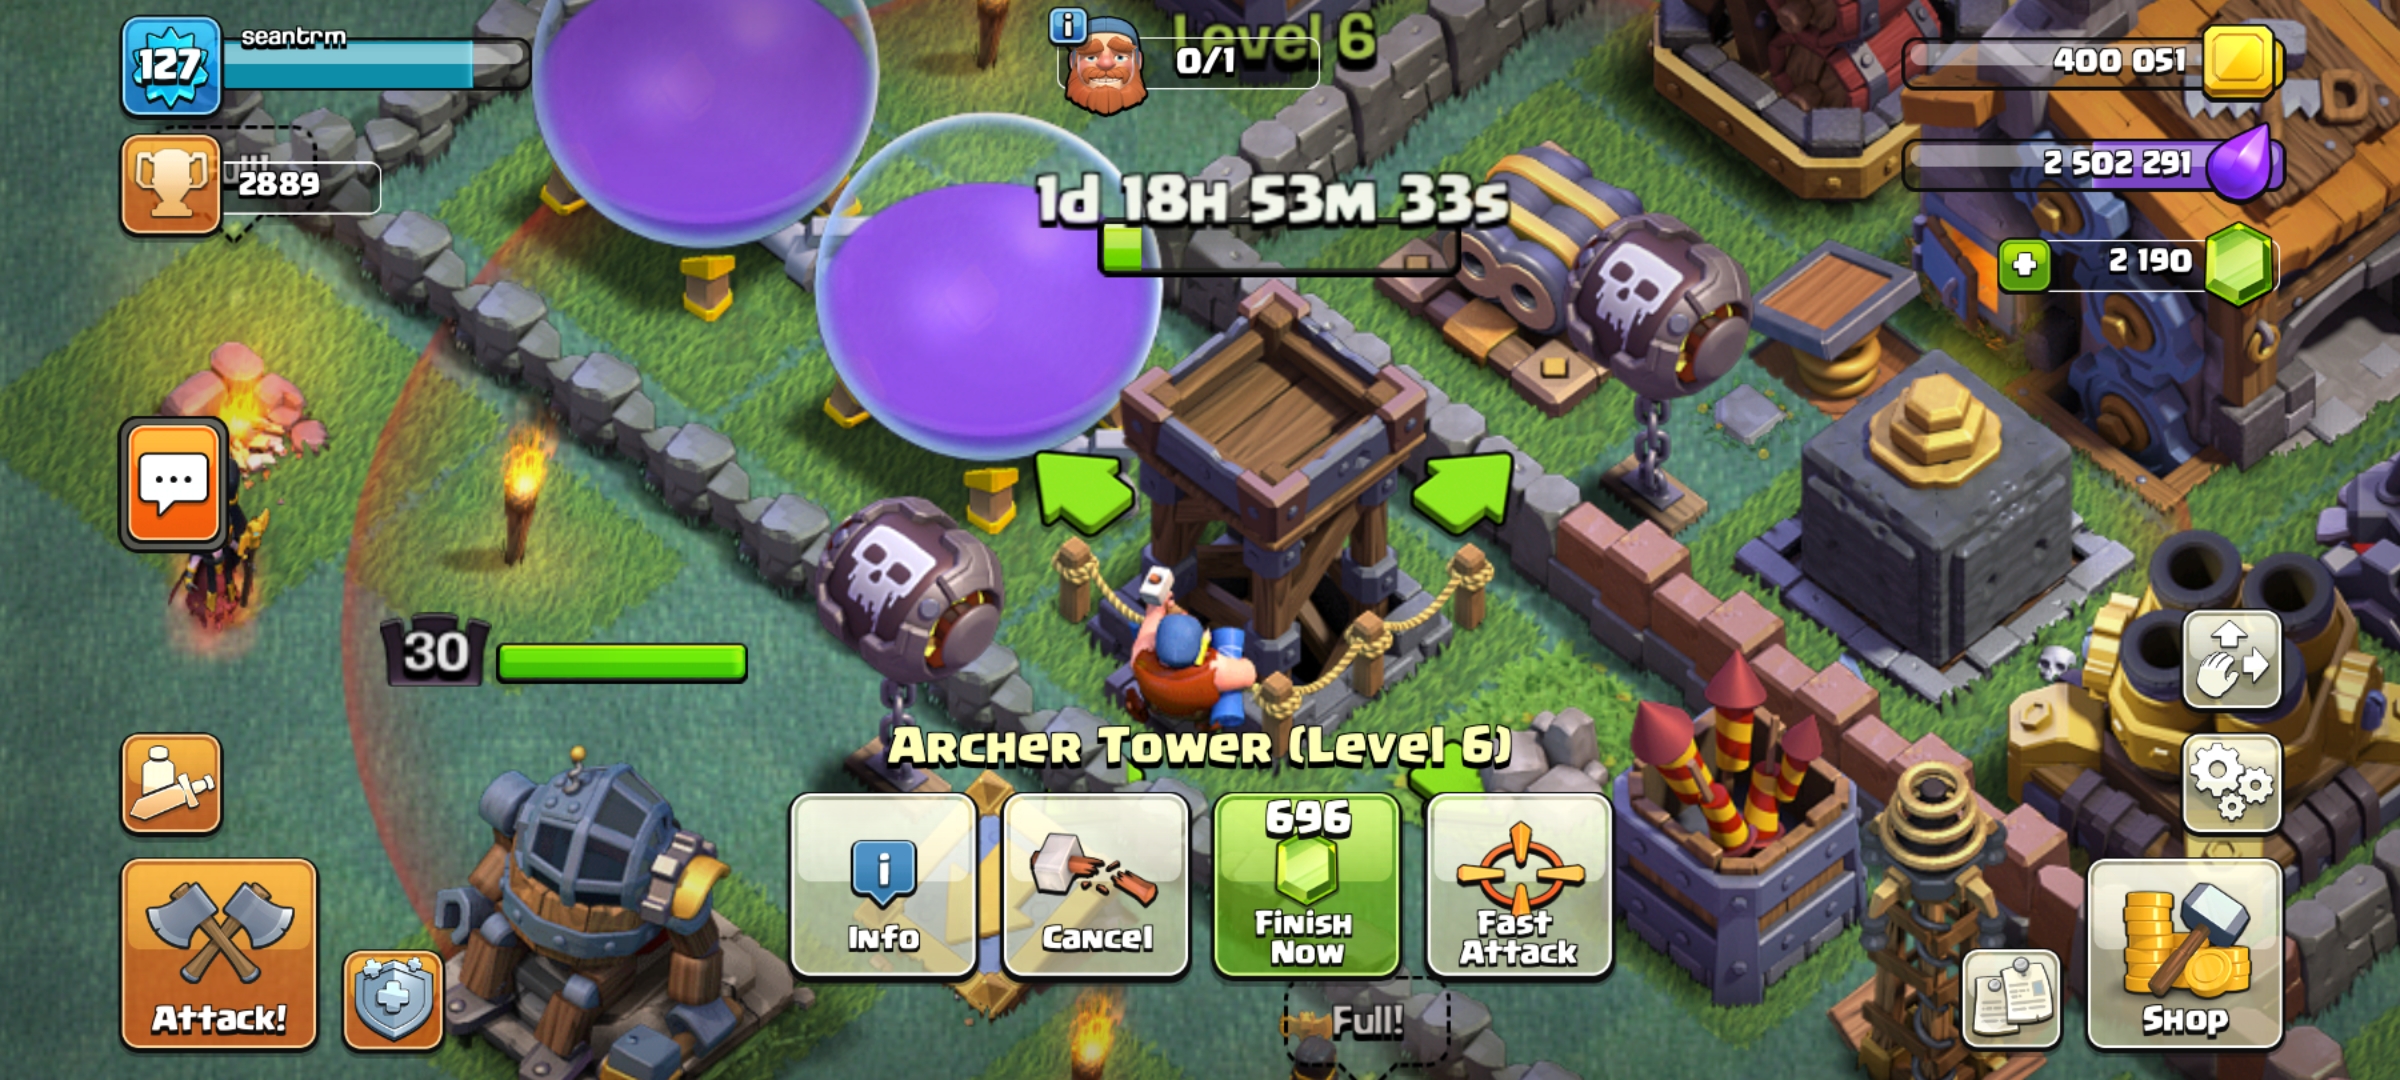 127
seantrm
0/1
Level 6
400 051
2889
2 502 291
1d 18H 53M 33s
2 190
30
Archer Tower (Level 6)
696
Info
Cancel
Finish
Now
Fast
Attack
Attack!
Full!
Shop